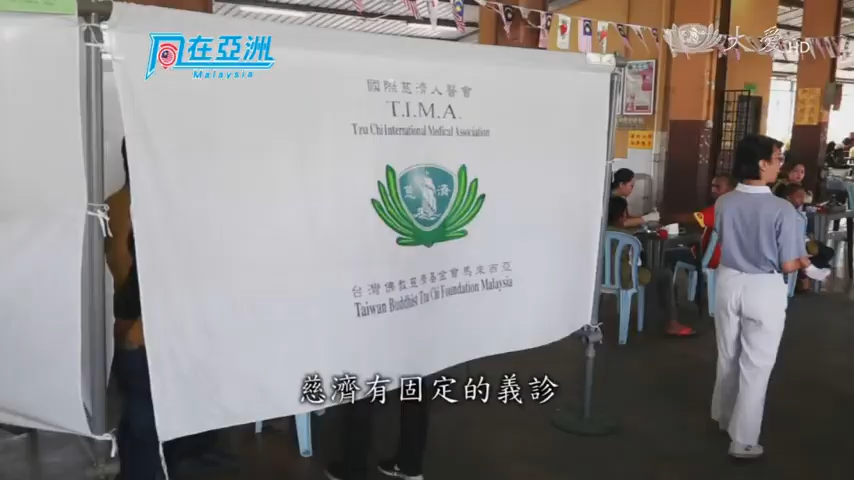 同在亞洲
Malaysia
大愛HD
國際慈濟人醫會
T.I.M.A.
Tzu Chi International Medical Association
慈 濟
台灣佛教慈濟基金會馬來西亞
Taiwan Buddhist Tzu Chi Foundation Malaysia
慈濟有固定的義診